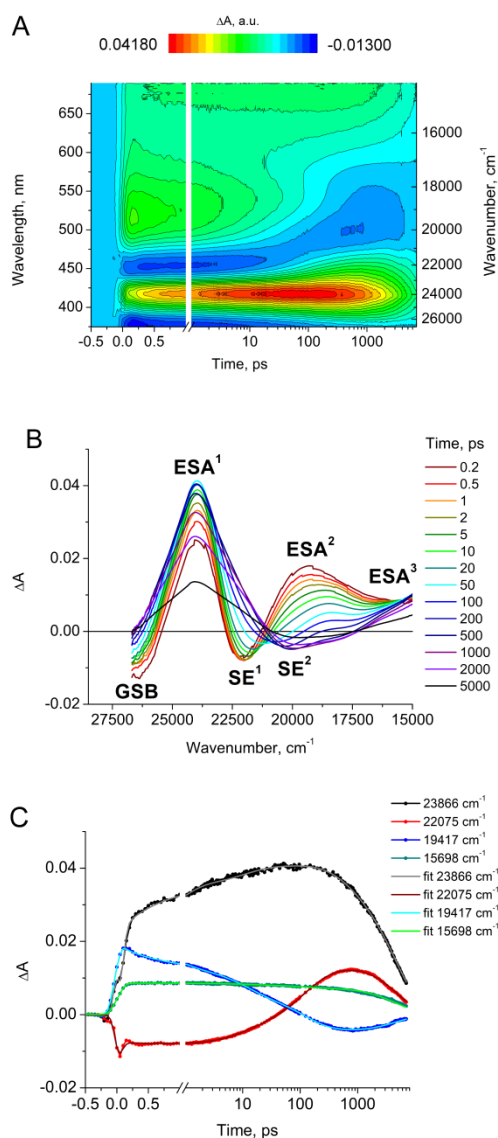 A
ΔA, a.u.
0.04180 -0.01300
Wavelength, nm
650
600
550
500
450
400
Wavenumber, cm-1
16000
18000
20000
22000
24000
26000
-0.5 0.0 0.5 10 100 1000
Time, ps
B
ΔA
0.04
0.02
0.00
-0.02
ESA1
ESA2
ESA3
GSB
SE1
SE2
27500 25000 22500 20000 17500 15000
Wavenumber, cm-1
Time, ps
0.2
0.5
1
2
5
10
20
50
100
200
500
1000
2000
5000
C
ΔA
0.04
0.02
0.00
-0.02
23866 cm-1
22075 cm-1
19417 cm-1
15698 cm-1
fit 23866 cm-1
fit 22075 cm-1
fit 19417 cm-1
fit 15698 cm-1
-0.5 0.0 0.5 10 100 1000
Time, ps